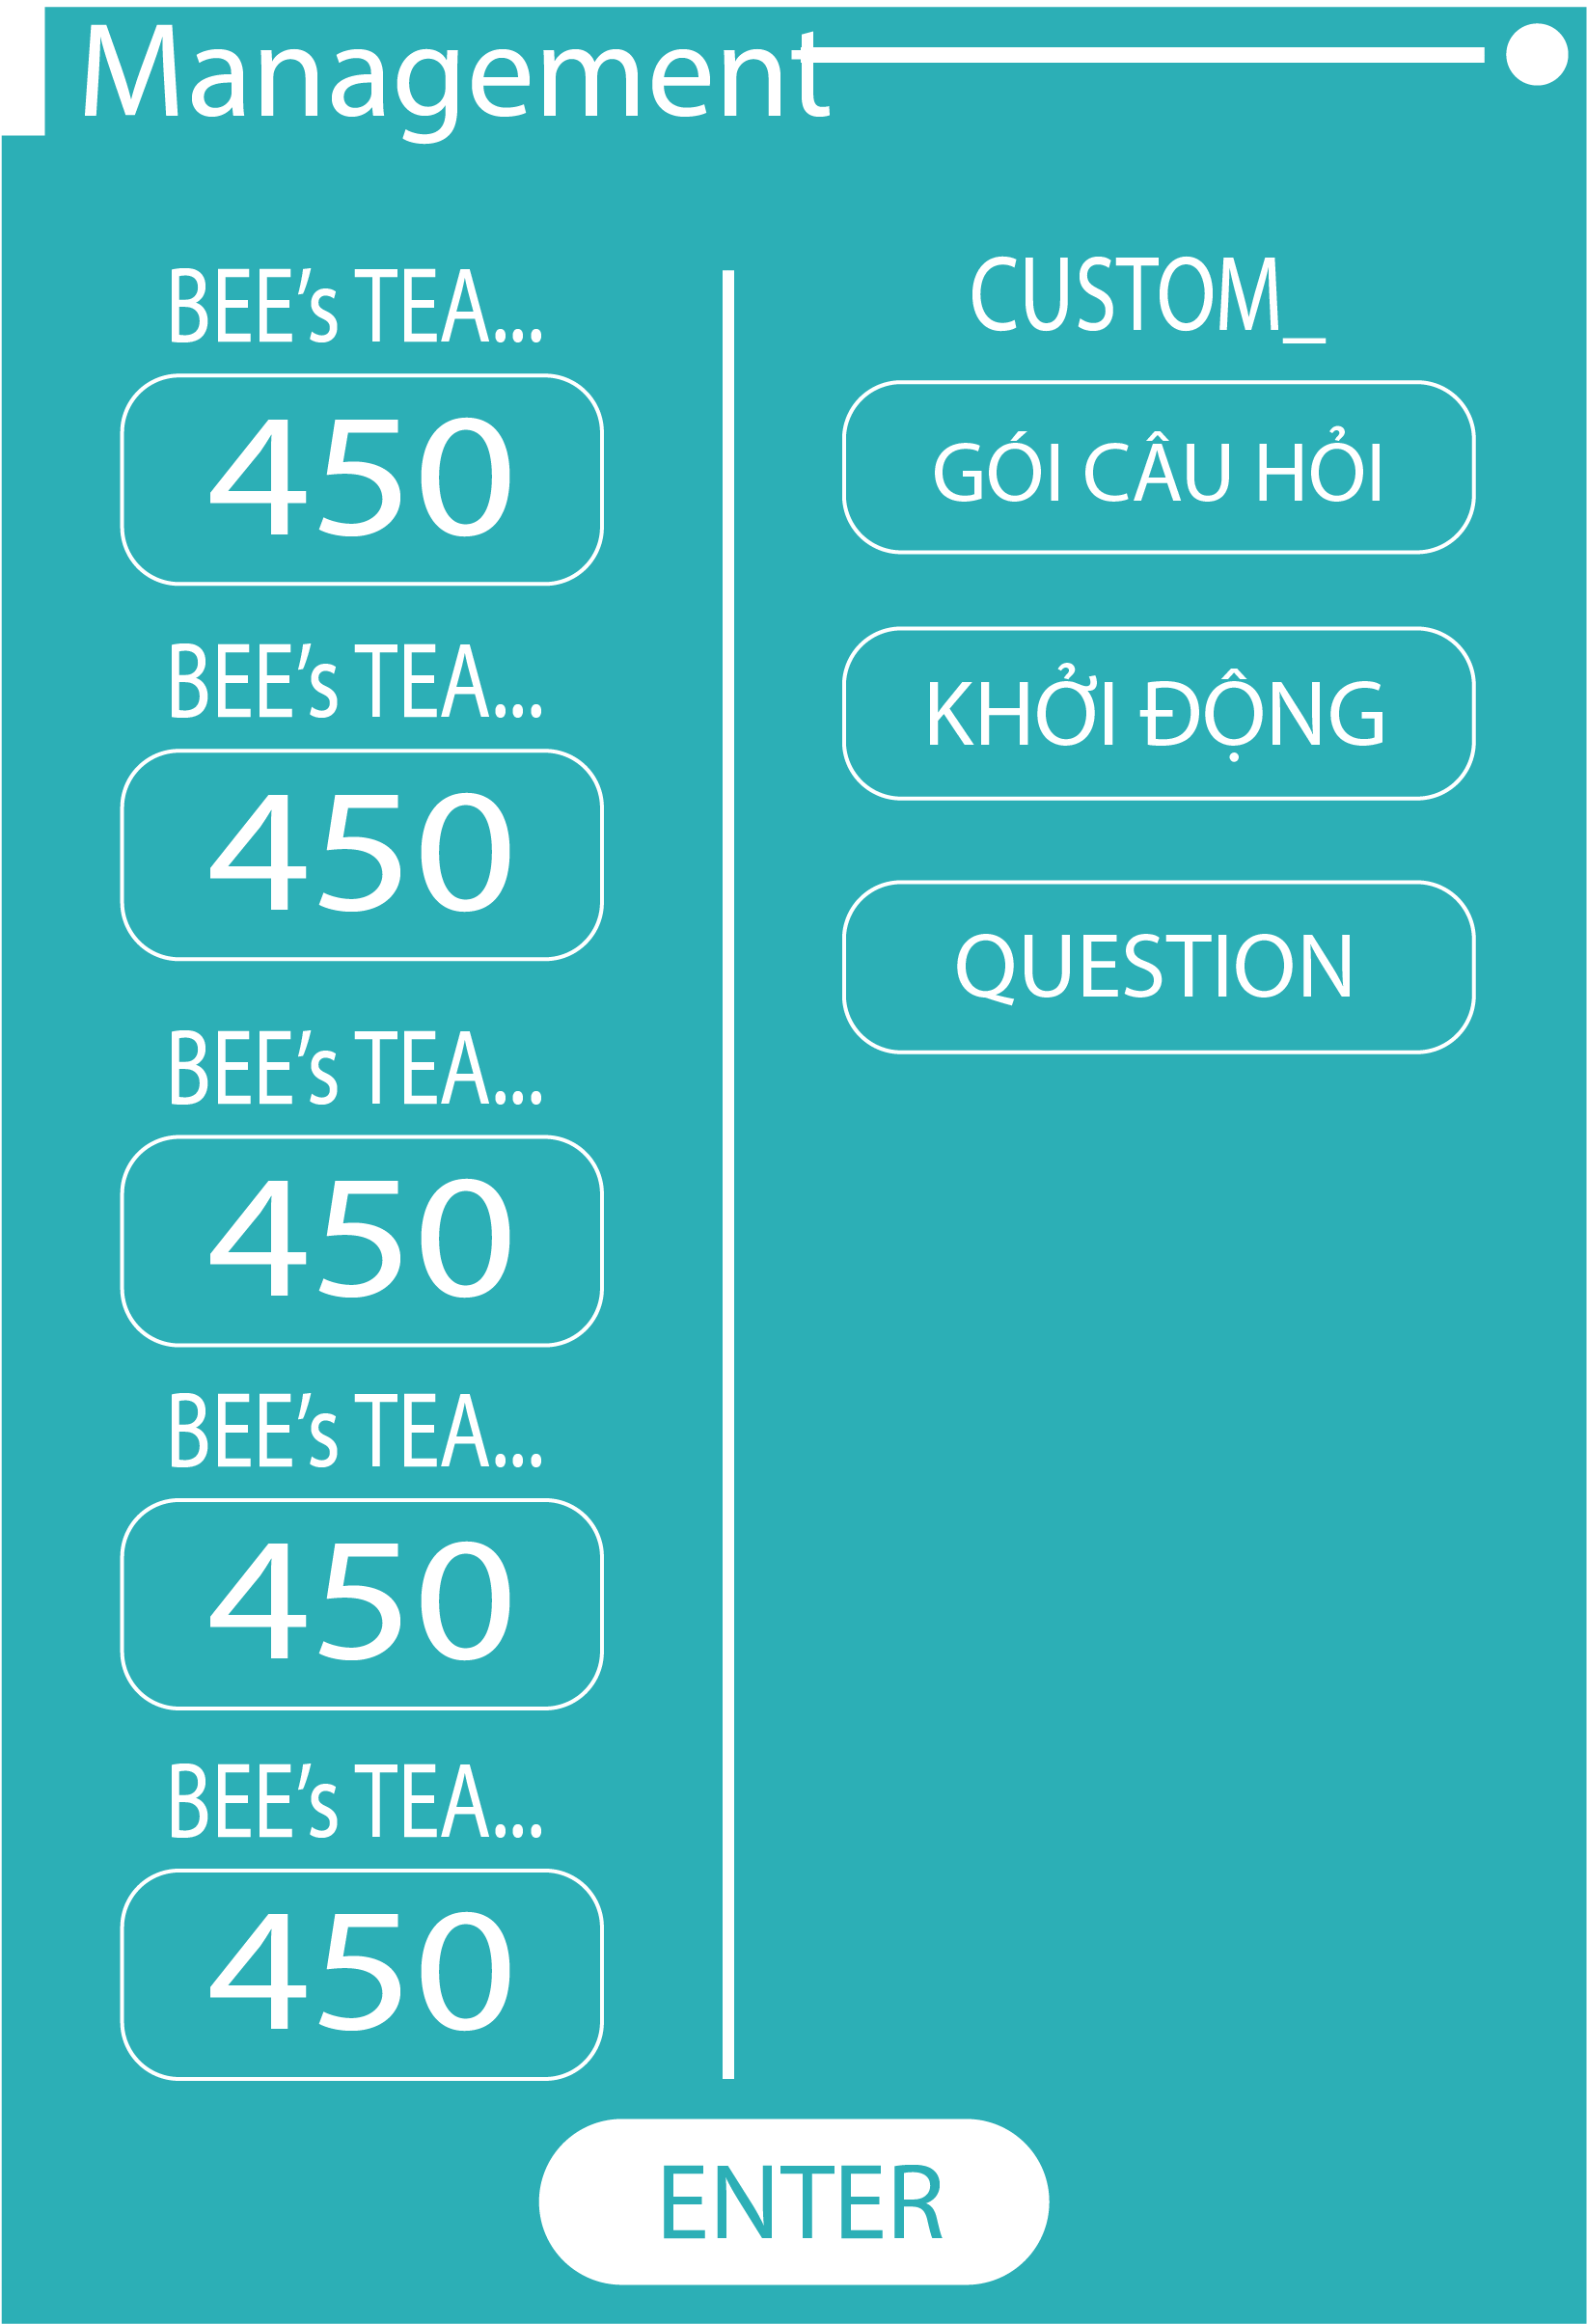 Management
BEE’s TEA...
450
BEE’s TEA...
450
BEE’s TEA...
450
BEE’s TEA...
450
BEE’s TEA...
450
CUSTOM_
GÓI CÂU HỎI
KHỞI ĐỘNG
QUESTION
ENTER